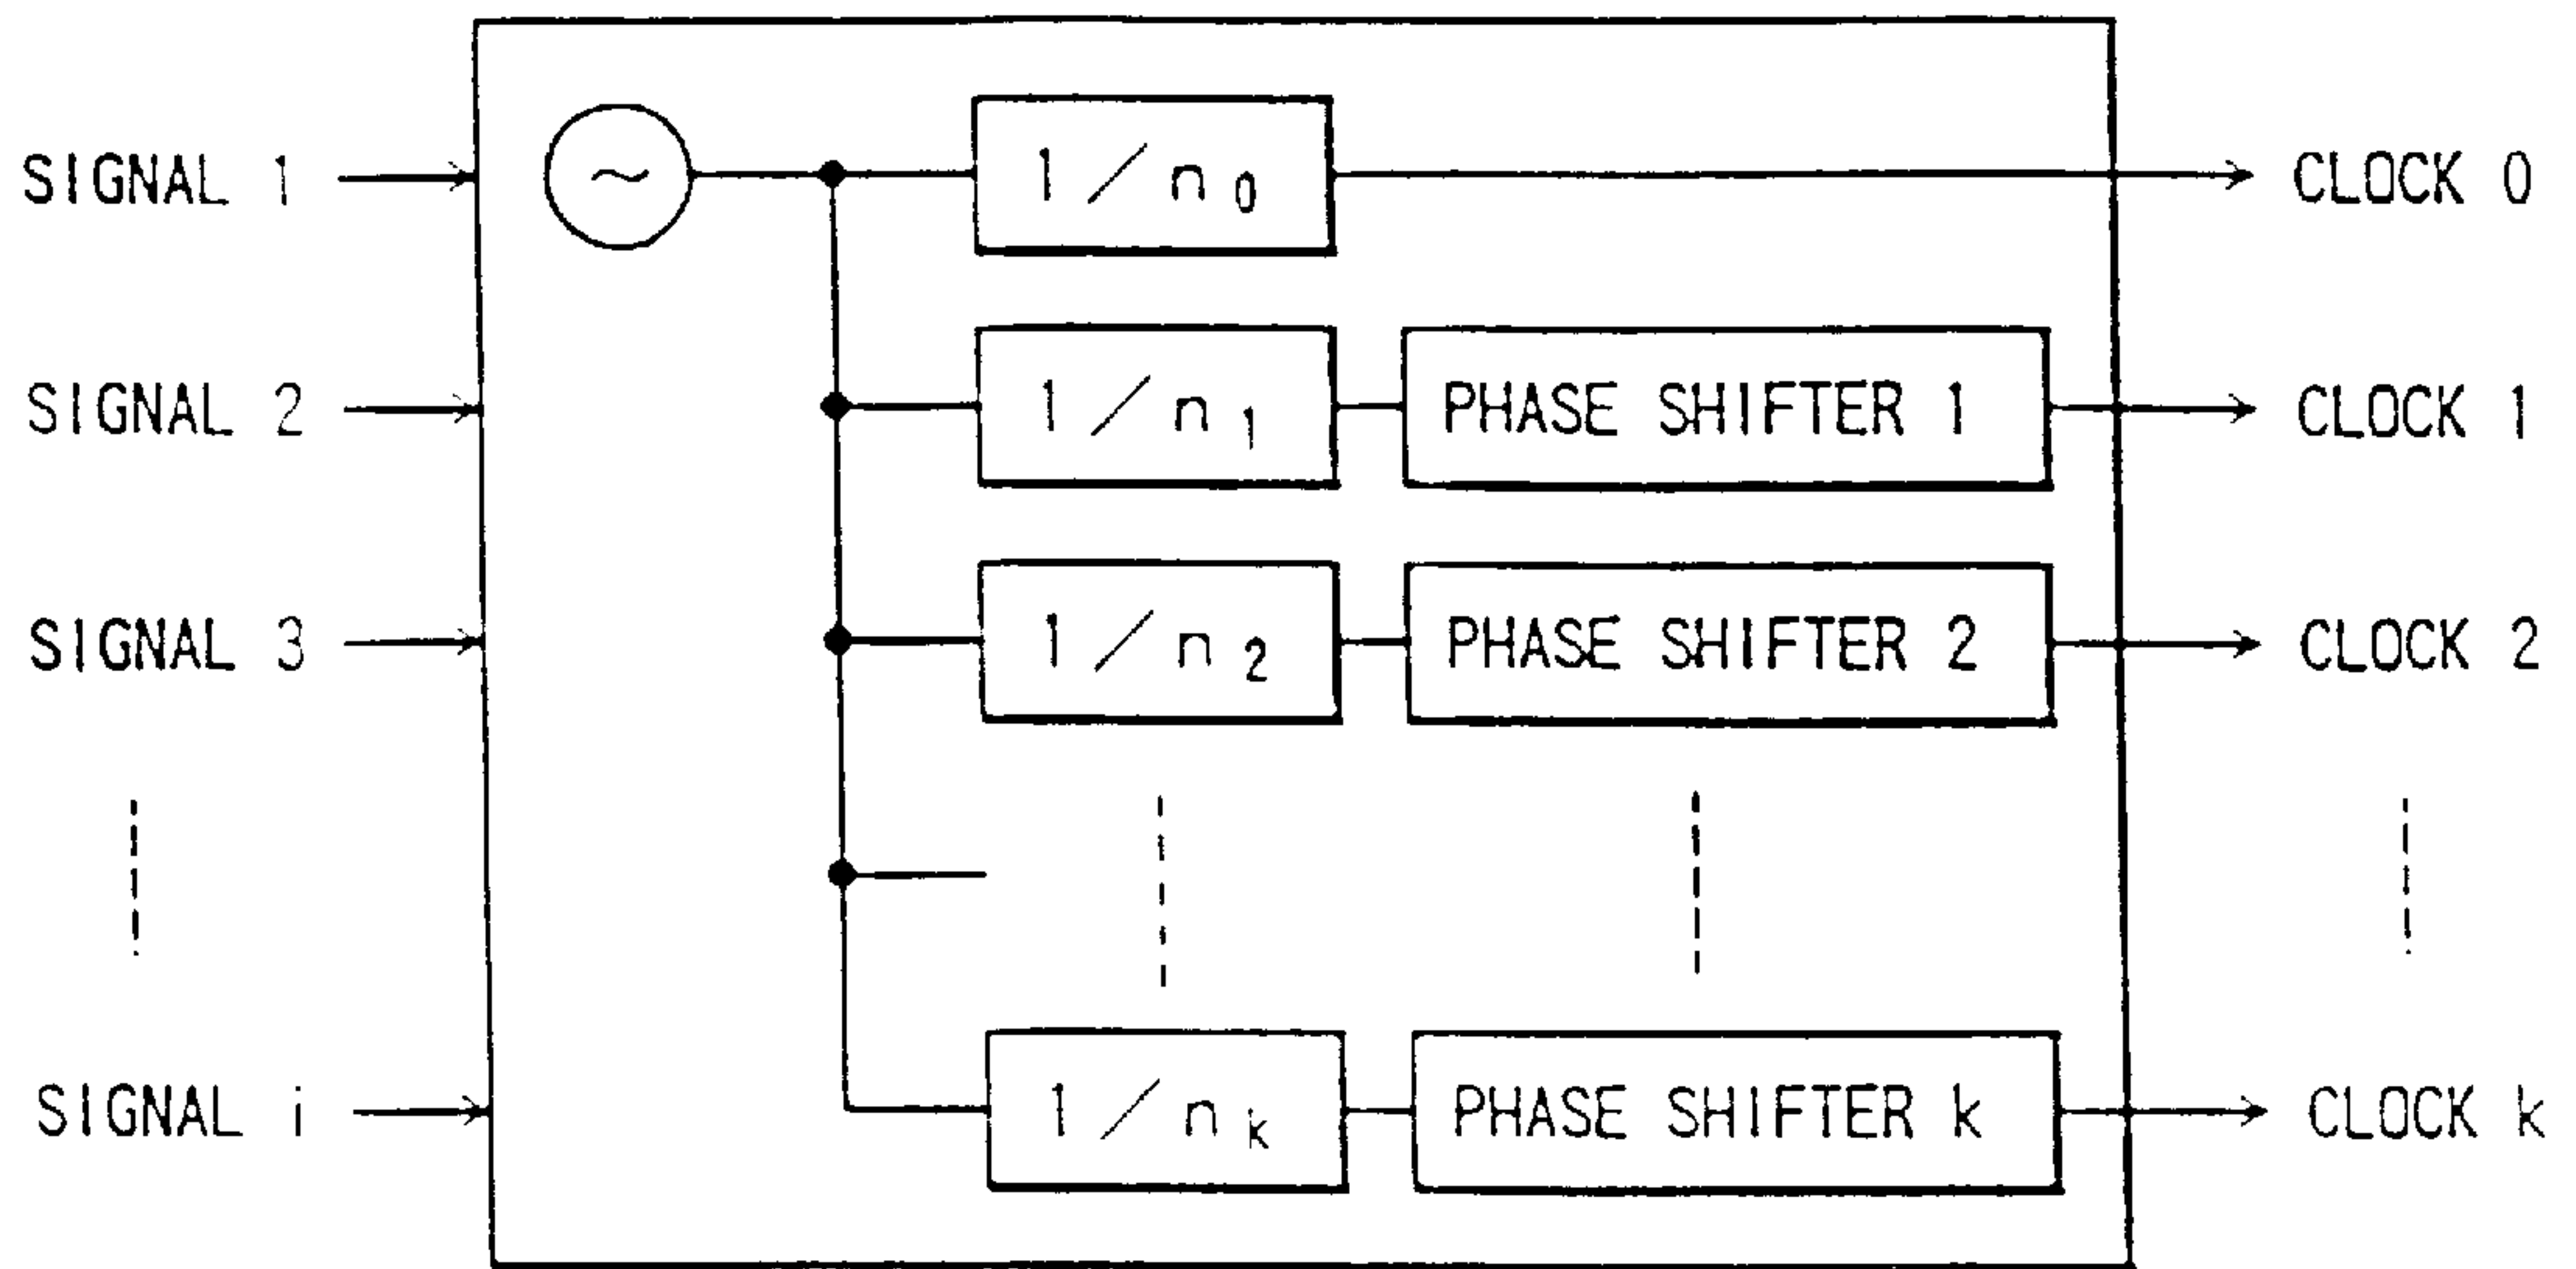 SIGNAL 1
~
1 / n0
CLOCK 0
SIGNAL 2
1 / n1
PHASE SHIFTER 1
CLOCK 1
SIGNAL 3
1 / n2
PHASE SHIFTER 2
CLOCK 2
SIGNAL i
1 / nk
PHASE SHIFTER k
CLOCK k